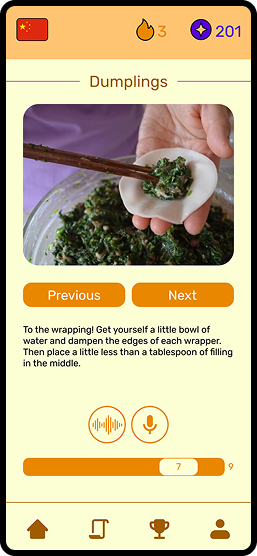 3
201
Dumplings
Previous
Next
To the wrapping! Get yourself a little bowl of
water and dampen the edges of each wrapper.
Then place a little less than a tablespoon of filling
in the middle.
7
9